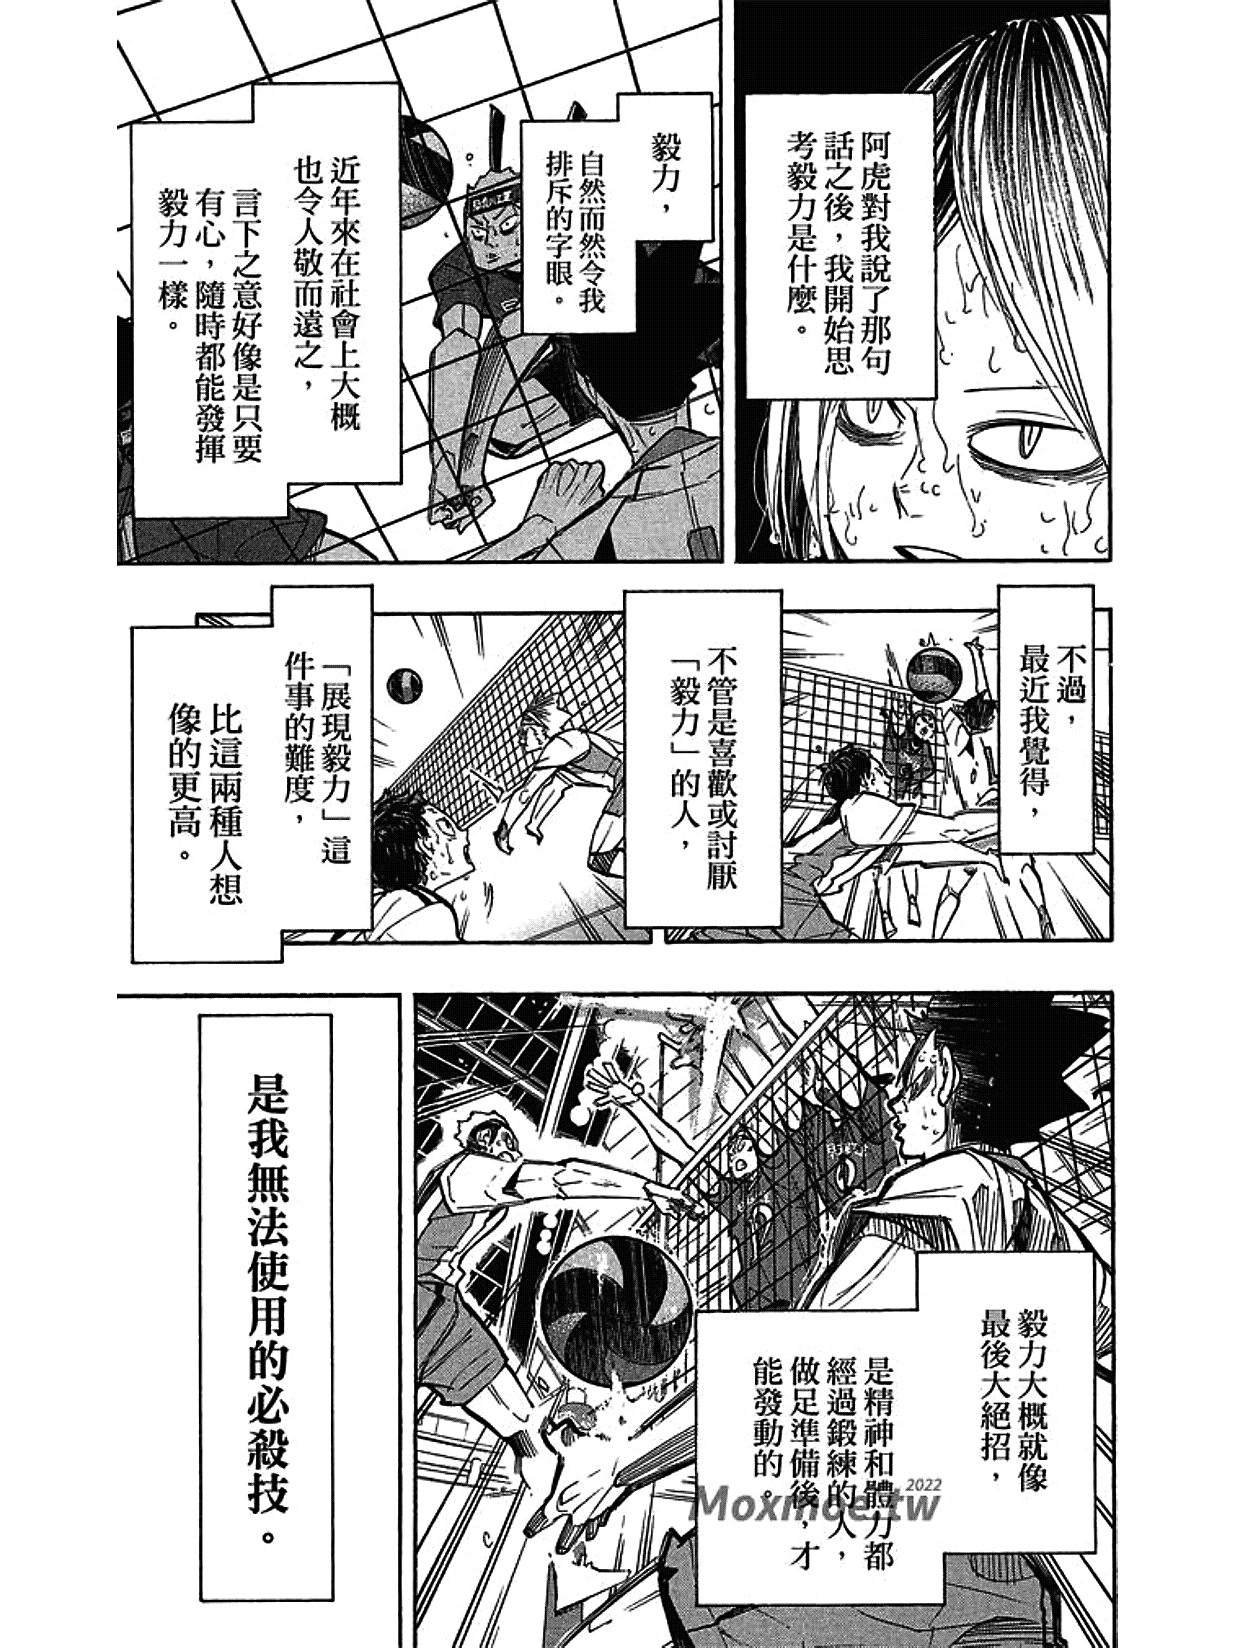 阿虎對我說了那句
話之後，我開始思
考毅力是什麼。
毅力，
自然而然令我
排斥的字眼。
近年來在社會上大概
也令人敬而遠之，
言下之意好像是只要
有心，隨時都能發揮
毅力一樣。
不過，
最近我覺得，
不管是喜歡或討厭
「毅力」的人，
「展現毅力」這
件事的難度，
比這兩種人想
像的更高。
毅力大概就像
最後大絕招，
是精神和體力都
經過鍛練的人，
做足準備後，才
能發動的。
是我無法使用的必殺技。
Moxmoe.tw 2022